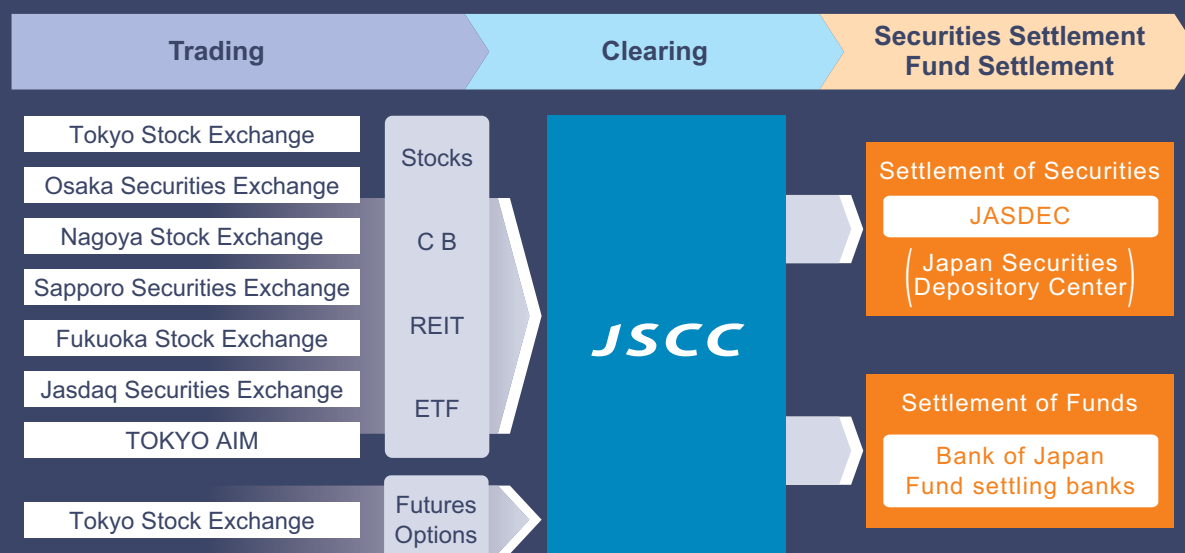 Trading
Clearing
Securities Settlement
Fund Settlement
Tokyo Stock Exchange
Osaka Securities Exchange
Nagoya Stock Exchange
Sapporo Securities Exchange
Fukuoka Stock Exchange
Jasdaq Securities Exchange
TOKYO AIM
Tokyo Stock Exchange
Stocks
C B
REIT
ETF
Futures
Options
JSCC
Settlement of Securities
JASDEC
(Japan Securities
Depository Center)
Settlement of Funds
Bank of Japan
Fund settling banks